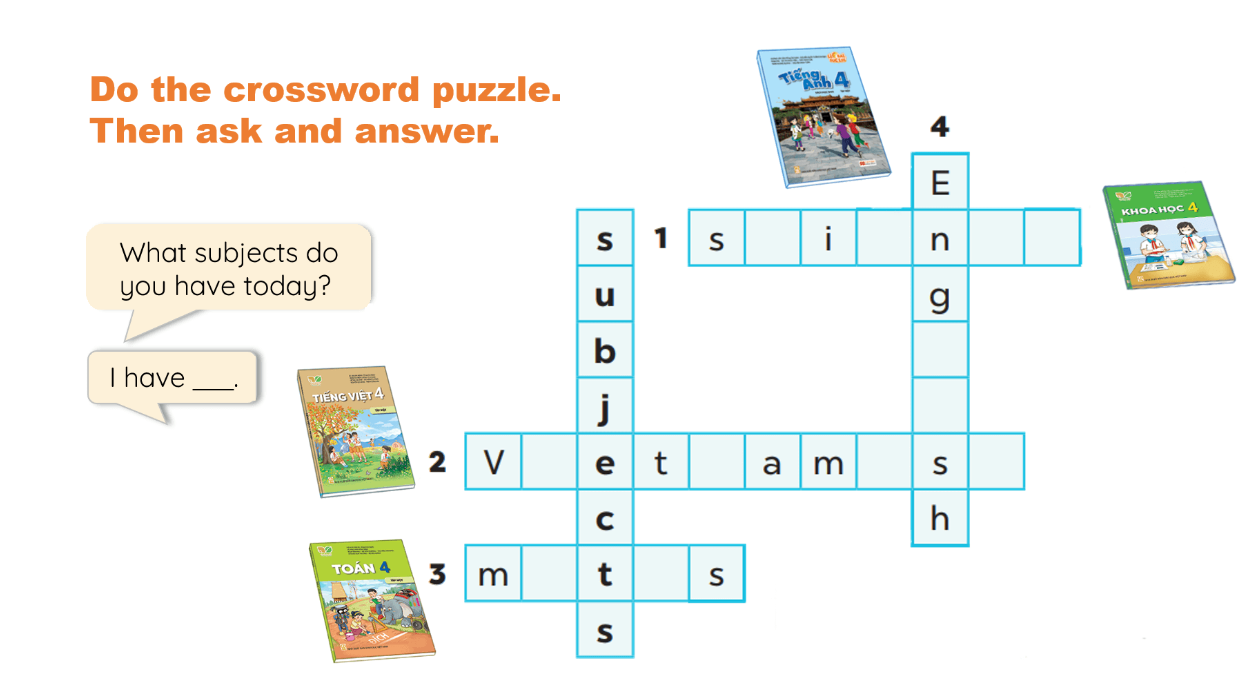 Do the crossword puzzle.
Then ask and answer.
Tiếng
Anh 4
4
E
s 1 s i n
KHOA HỌC 4
What subjects do
you have today?
u g
b
I have ___.
j
TIẾNG VIỆT 4
2 V e t a m s
c h
TOÁN 4
3 m t s
s